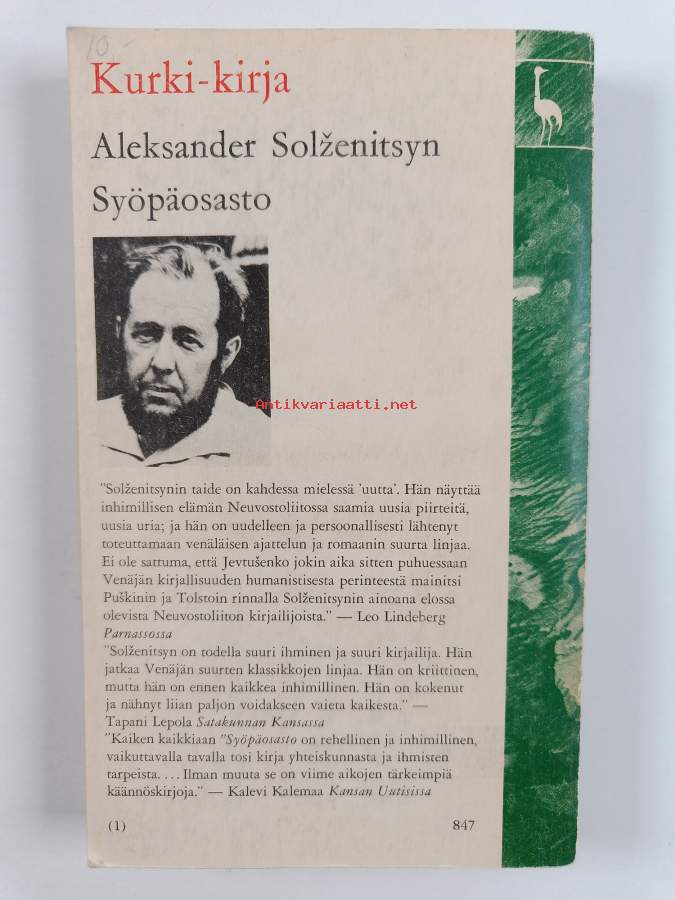 10.-
Kurki-kirja
Aleksander Solženitsyn
Syöpäosasto
Antikvariaatti.net
"Solženitsynin taide on kahdessa mielessä 'uutta'. Hän näyttää
inhimillisen elämän Neuvostoliitossa saamia uusia piirteitä,
uusia uria; ja hän on uudelleen ja persoonallisesti lähtenyt
toteuttamaan venäläisen ajattelun ja romaanin suurta linjaa.
Ei ole sattuma, että Jevtušenko jokin aika sitten puhuessaan
Venäjän kirjallisuuden humanistisesta perinteestä mainitsi
Puškinin ja Tolstoin rinnalla Solženitsynin ainoana elossa
olevista Neuvostoliiton kirjailijoista." — Leo Lindeberg
Parnassossa
"Solženitsyn on todella suuri ihminen ja suuri kirjailija. Hän
jatkaa Venäjän suurten klassikkojen linjaa. Hän on kriittinen,
mutta hän on ennen kaikkea inhimillinen. Hän on kokenut
ja nähnyt liian paljon voidakseen vaieta kaikesta." —
Tapani Lepola Satakunnan Kansassa
"Kaiken kaikkiaan "Syöpäosasto on rehellinen ja inhimillinen,
vaikuttavalla tavalla tosi kirja yhteiskunnasta ja ihmisten
tarpeista. . . . Ilman muuta se on viime aikojen tärkeimpiä
käännöskirjoja." — Kalevi Kalemaa Kansan Uutisissa
(1) 847